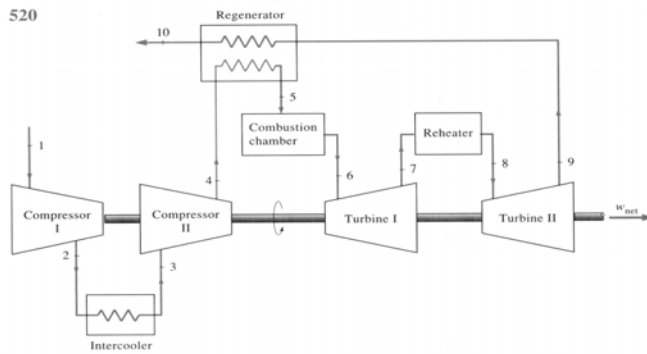 520
Regenerator
10
5
Combustion
chamber
Reheater
1
4
6
7
8
9
Compressor
I
Compressor
II
Turbine I
Turbine II
w_net
2
3
Intercooler